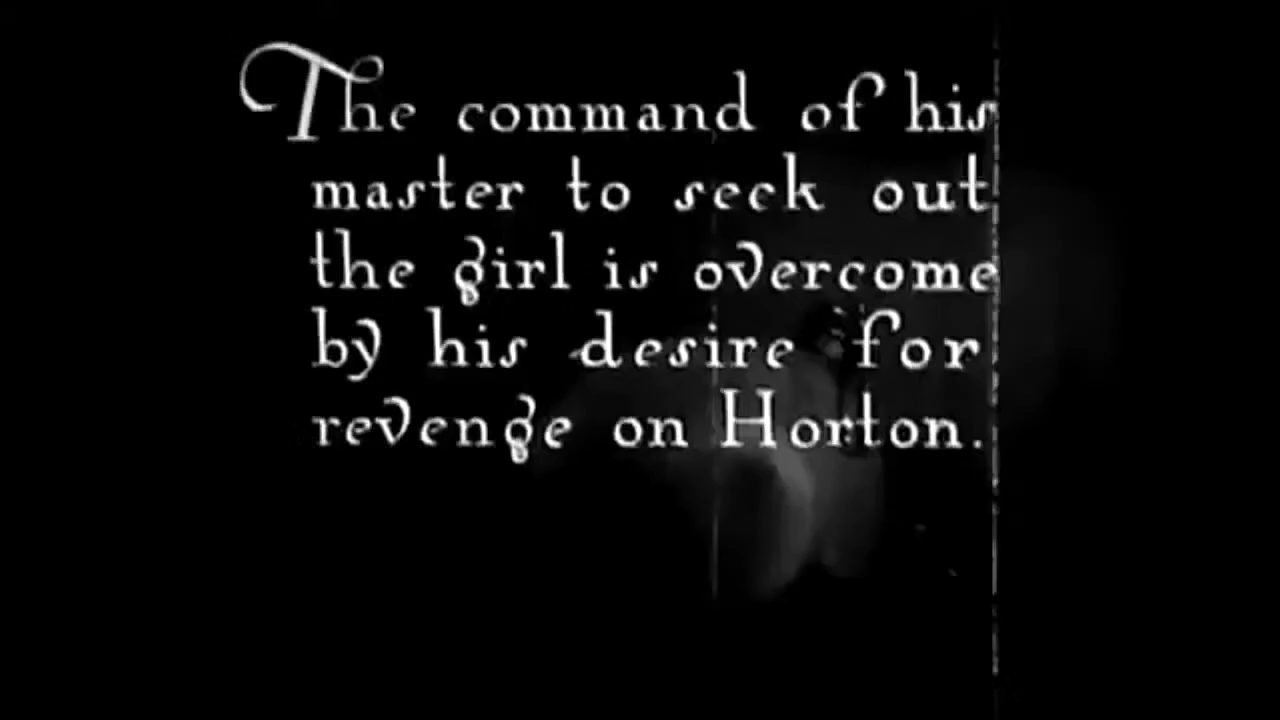 The command of his
master to seek out
the girl is overcome
by his desire for
revenge on Horton.